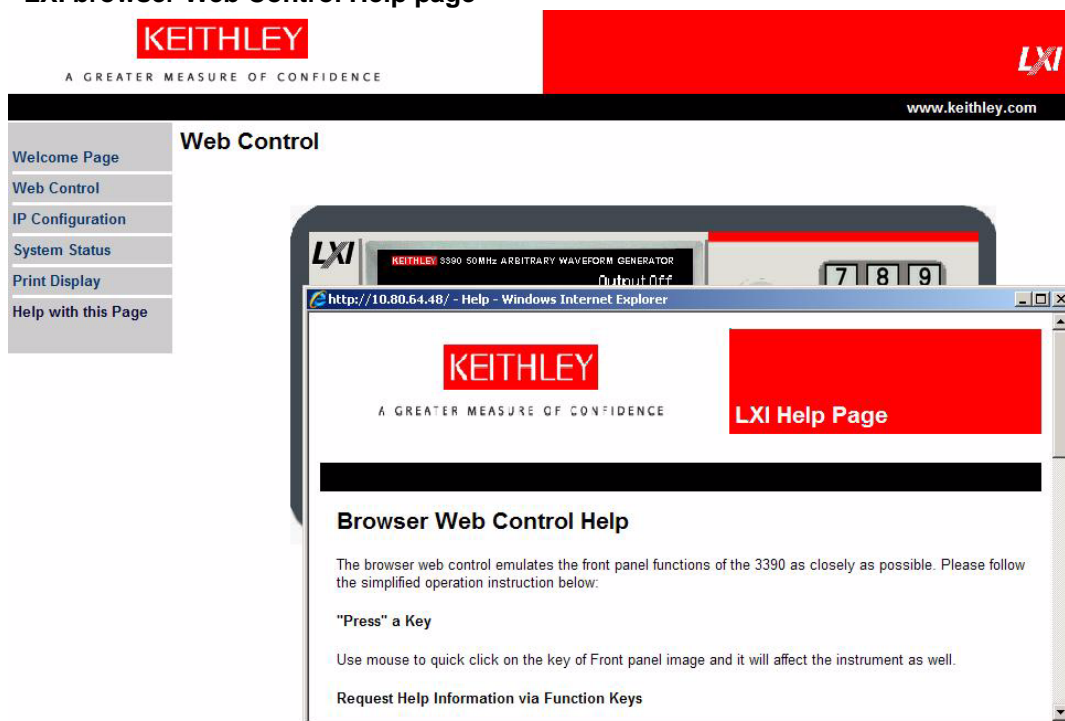 LXI browser Web Control Help page
KEITHLEY
A GREATER MEASURE OF CONFIDENCE
LXI
www.keithley.com
Welcome Page
Web Control
IP Configuration
System Status
Print Display
Help with this Page
Web Control
LXI
KEITHLEY 3390 50MHz ARBITRARY WAVEFORM GENERATOR
Output Off
7 8 9
http://10.80.64.48/ - Help - Windows Internet Explorer
KEITHLEY
A GREATER MEASURE OF CONFIDENCE
LXI Help Page
Browser Web Control Help
The browser web control emulates the front panel functions of the 3390 as closely as possible. Please follow
the simplified operation instruction below:
"Press" a Key
Use mouse to quick click on the key of Front panel image and it will affect the instrument as well.
Request Help Information via Function Keys